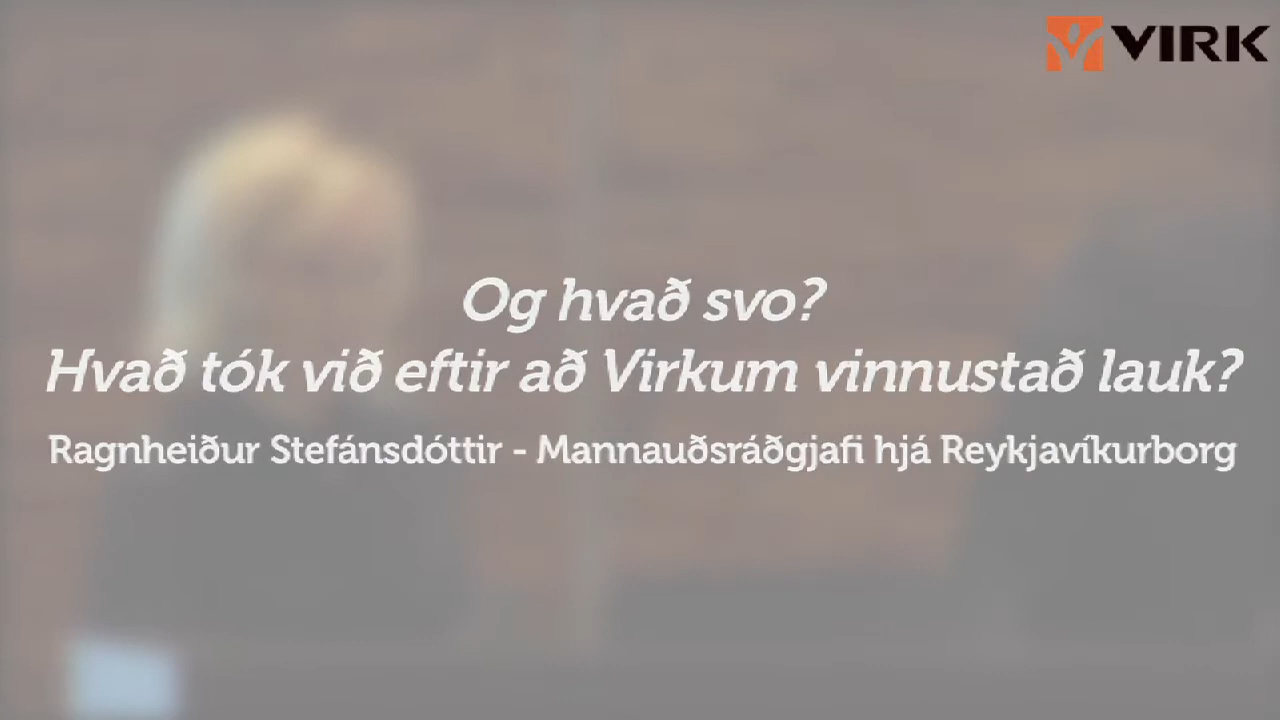 VIRK
Og hvað svo?
Hvað tók við eftir að Virkum vinnustað lauk?
Ragnheiður Stefánsdóttir - Mannauðsráðgjafi hjá Reykjavíkurborg